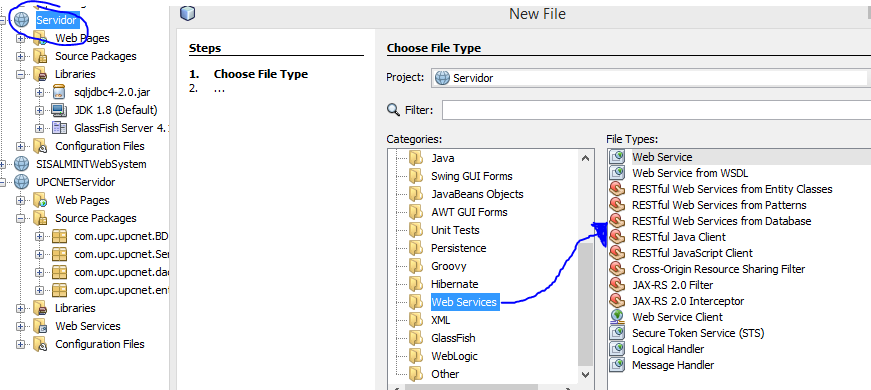 Servidor
Web Pages
Source Packages
Libraries
sqljdbc4-2.0.jar
JDK 1.8 (Default)
GlassFish Server 4.
Configuration Files
SISALMINTWebSystem
UPCNETServidor
Web Pages
Source Packages
com.upc.upcnet.BD
com.upc.upcnet.Ser
com.upc.upcnet.dao
com.upc.upcnet.ent
Libraries
Web Services
Configuration Files
New File
Steps
1. Choose File Type
2. ...
Choose File Type
Project: Servidor
Filter:
Categories:
Java
Swing GUI Forms
JavaBeans Objects
AWT GUI Forms
Unit Tests
Persistence
Groovy
Hibernate
Web Services
XML
GlassFish
WebLogic
Other
File Types:
Web Service
Web Service from WSDL
RESTful Web Services from Entity Classes
RESTful Web Services from Patterns
RESTful Web Services from Database
RESTful Java Client
RESTful JavaScript Client
Cross-Origin Resource Sharing Filter
JAX-RS 2.0 Filter
JAX-RS 2.0 Interceptor
Web Service Client
Secure Token Service (STS)
Logical Handler
Message Handler